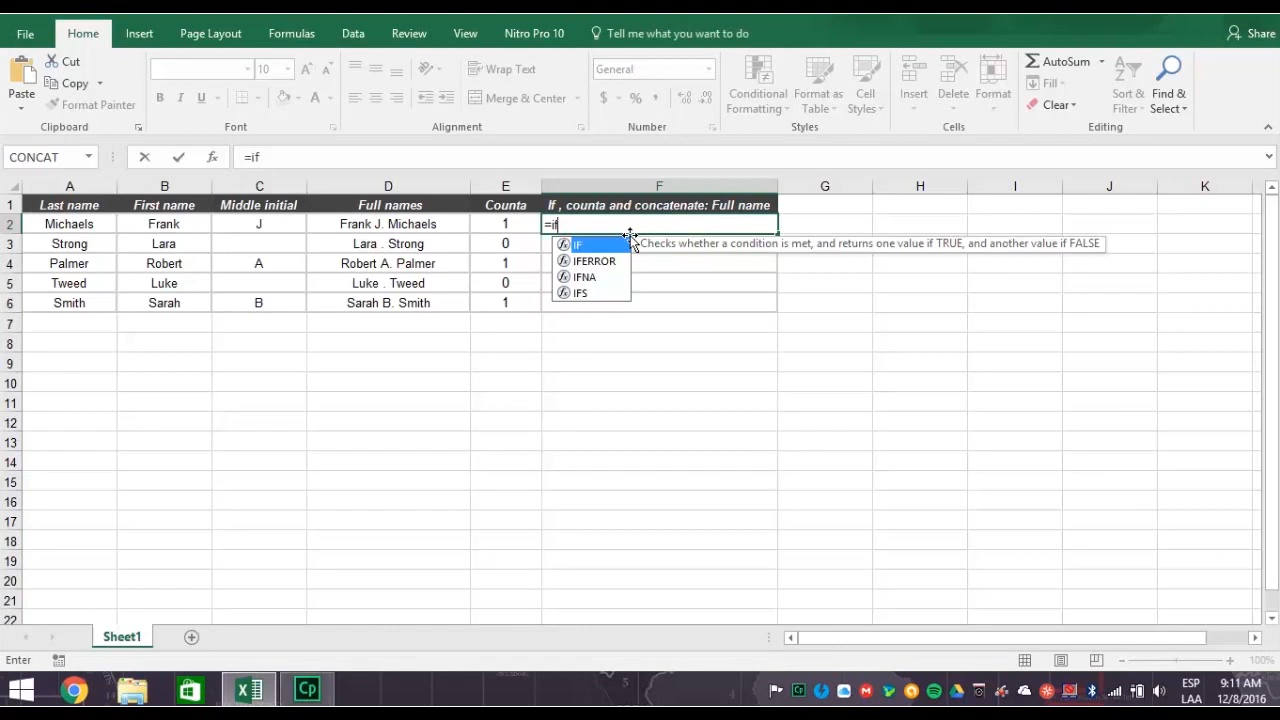 File Home Insert Page Layout Formulas Data Review View Nitro Pro 10 Tell me what you want to do Share
Paste Cut Copy Format Painter
Clipboard
10 A A
B I U A
Font
Wrap Text
Merge & Center
Alignment
General
$ % ,
Number
Conditional Formatting Format as Table Cell Styles
Styles
Insert Delete Format
Cells
AutoSum Fill Clear Sort & Filter Find & Select
Editing
CONCAT fx =if
A B C D E F G H I J K
1 Last name First name Middle initial Full names Counta If , counta and concatenate: Full name
2 Michaels Frank J Frank J. Michaels 1 =if
3 Strong Lara Lara . Strong 0
4 Palmer Robert A Robert A. Palmer 1
5 Tweed Luke Luke . Tweed 0
6 Smith Sarah B Sarah B. Smith 1
IF Checks whether a condition is met, and returns one value if TRUE, and another value if FALSE
IFERROR
IFNA
IFS
7
8
9
10
11
12
13
14
15
16
17
18
19
20
21
22
Sheet1
Enter 100%
Cp ESP 9:11 AM
LAA 12/8/2016